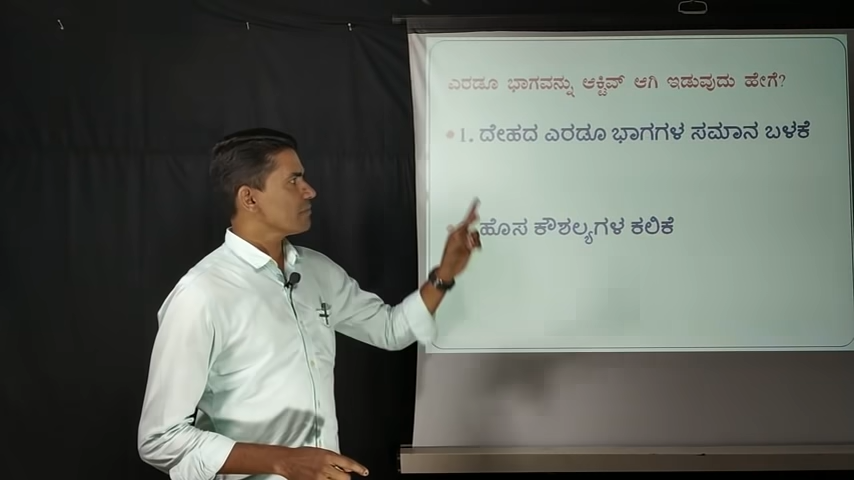 ಎರಡೂ ಭಾಗವನ್ನು ಆಕ್ಟಿವ್ ಆಗಿ ಇಡುವುದು ಹೇಗೆ?
1. ದೇಹದ ಎರಡೂ ಭಾಗಗಳ ಸಮಾನ ಬಳಕೆ
ಹೊಸ ಕೌಶಲ್ಯಗಳ ಕಲಿಕೆ